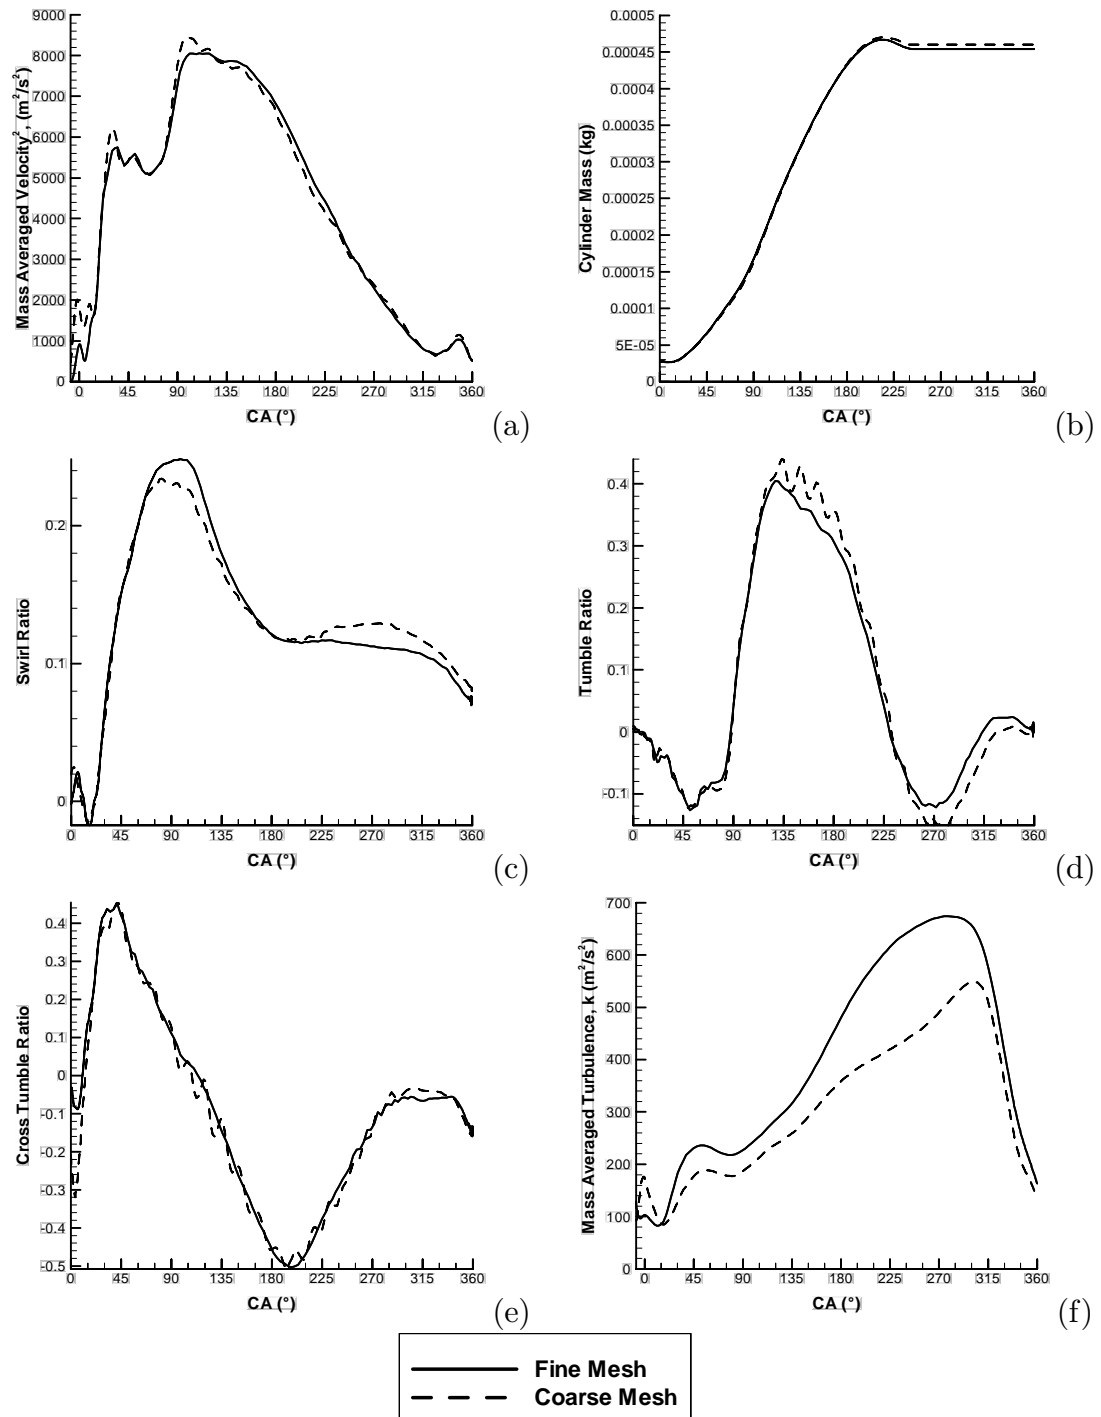 9000
8000
7000
6000
5000
4000
3000
2000
1000
0
Mass Averaged Velocity², (m²/s²)
0 45 90 135 180 225 270 315 360
CA (°)
(a)
0.0005
0.00045
0.0004
0.00035
0.0003
0.00025
0.0002
0.00015
0.0001
5E-05
0
Cylinder Mass (kg)
0 45 90 135 180 225 270 315 360
CA (°)
(b)
0.2
0.1
0
Swirl Ratio
0 45 90 135 180 225 270 315 360
CA (°)
(c)
0.4
0.3
0.2
0.1
0
-0.1
Tumble Ratio
0 45 90 135 180 225 270 315 360
CA (°)
(d)
0.4
0.3
0.2
0.1
0
-0.1
-0.2
-0.3
-0.4
-0.5
Cross Tumble Ratio
0 45 90 135 180 225 270 315 360
CA (°)
(e)
700
600
500
400
300
200
100
0
Mass Averaged Turbulence, k (m²/s²)
0 45 90 135 180 225 270 315 360
CA (°)
(f)
Fine Mesh
Coarse Mesh